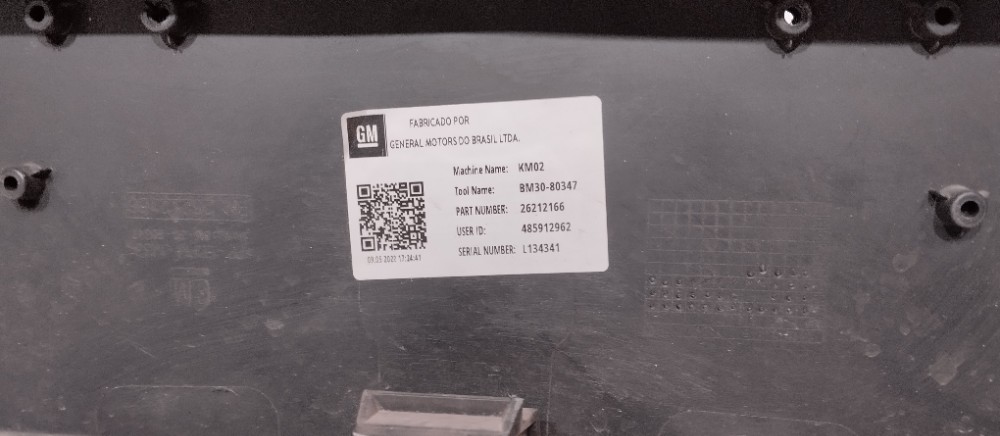 GM
FABRICADO POR
GENERAL MOTORS DO BRASIL LTDA.
Machine Name: KM02
Tool Name: BM30-80347
PART NUMBER: 26212166
USER ID: 485912962
SERIAL NUMBER: L134341